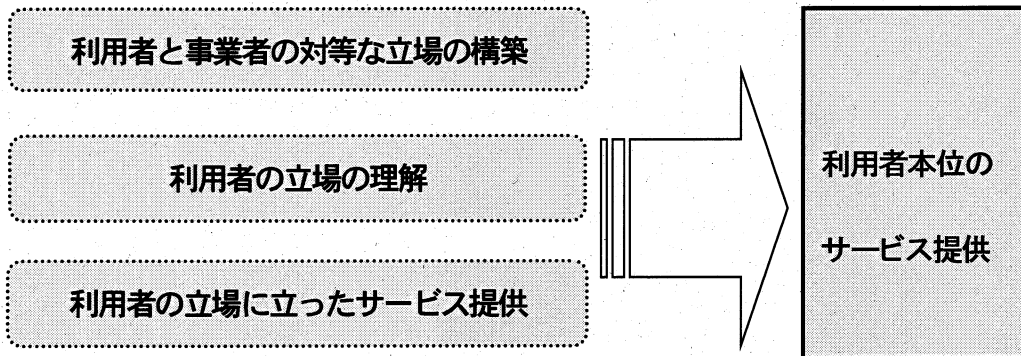 利用者と事業者の対等な立場の構築
利用者の立場の理解
利用者の立場に立ったサービス提供
利用者本位の
サービス提供